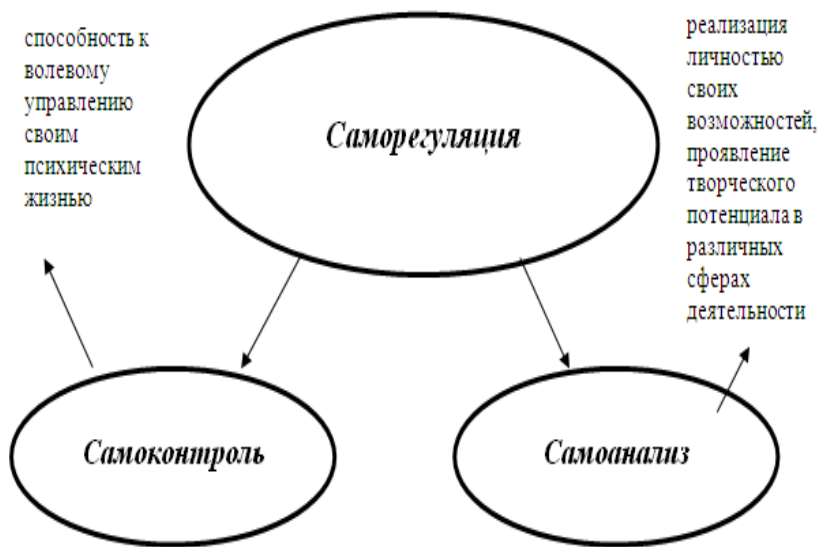 способность к
волевому
управлению
своим
психическим
жизнью
Саморегуляция
реализация
личностью
своих
возможностей,
проявление
творческого
потенциала в
различных
сферах
деятельности
Самоконтроль
Самоанализ